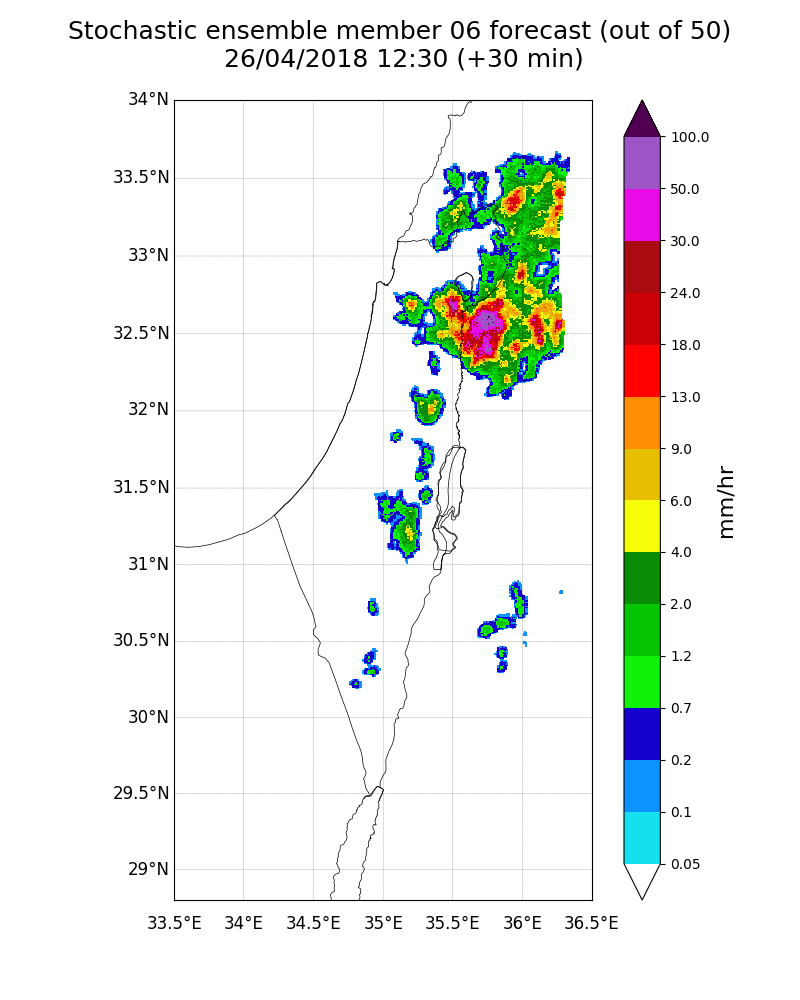 Stochastic ensemble member 06 forecast (out of 50)
26/04/2018 12:30 (+30 min)
34°N
33.5°N
33°N
32.5°N
32°N
31.5°N
31°N
30.5°N
30°N
29.5°N
29°N
33.5°E 34°E 34.5°E 35°E 35.5°E 36°E 36.5°E
100.0
50.0
30.0
24.0
18.0
13.0
9.0
6.0
4.0
2.0
1.2
0.7
0.2
0.1
0.05
mm/hr